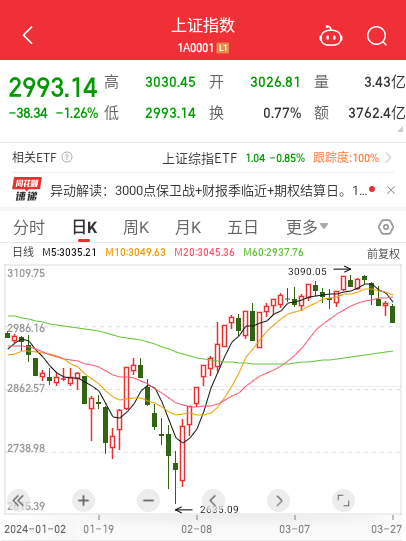 上证指数
1A0001 L1
2993.14 高 3030.45 开 3026.81 量 3.43亿
-38.34 -1.26% 低 2993.14 换 0.77% 额 3762.4亿
相关ETF ? 上证综指ETF 1.04 -0.85% 跟踪度:100%
同花顺 速递 异动解读:3000点保卫战+财报季临近+期权结算日。1...
分时 日K 周K 月K 五日 更多
日线 M5:3035.21 M10:3049.63 M20:3045.36 M60:2937.76 前复权
3109.75
3090.05
2986.16
2862.57
2738.98
2615.39
2635.09
2024-01-02 01-19 02-08 03-07 03-27